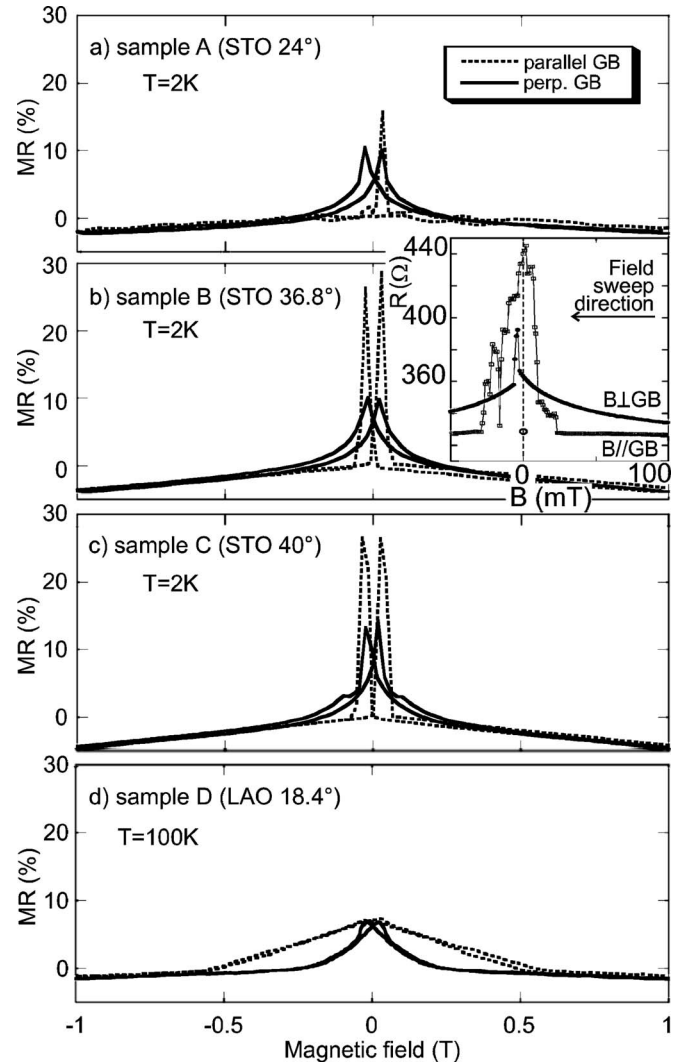 a) sample A (STO 24°)
T=2K
parallel GB
perp. GB
MR (%)
30
20
10
0
b) sample B (STO 36.8°)
T=2K
MR (%)
30
20
10
0
R (Ω)
440
400
360
Field
sweep
direction
B⊥GB
B//GB
0
100
B (mT)
c) sample C (STO 40°)
T=2K
MR (%)
30
20
10
0
d) sample D (LAO 18.4°)
T=100K
MR (%)
30
20
10
0
-1 -0.5 0 0.5 1
Magnetic field (T)